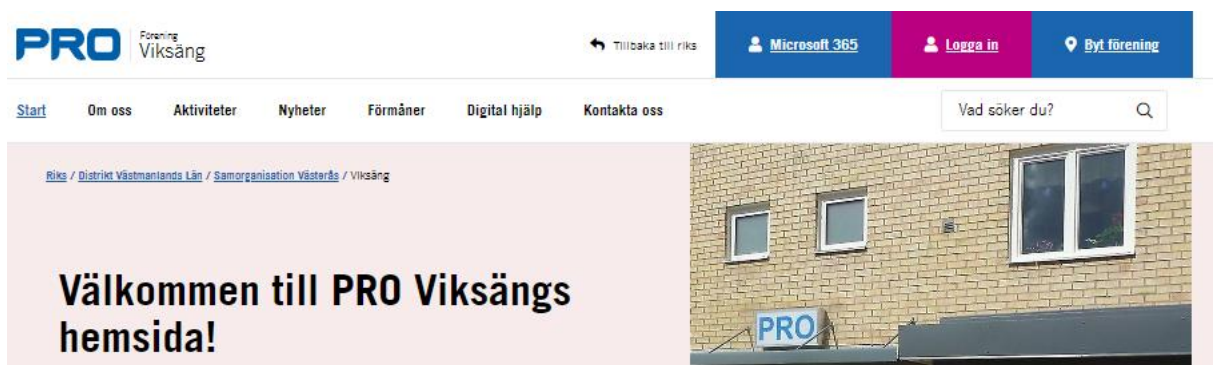 PRO
Förening
Viksäng
Tillbaka till riks
Microsoft 365
Logga in
Byt förening
Start
Om oss
Aktiviteter
Nyheter
Förmåner
Digital hjälp
Kontakta oss
Vad söker du?
Riks / Distrikt Västmanlands Län / Samorganisation Västerås / Viksäng
Välkommen till PRO Viksängs
hemsida!
PRO